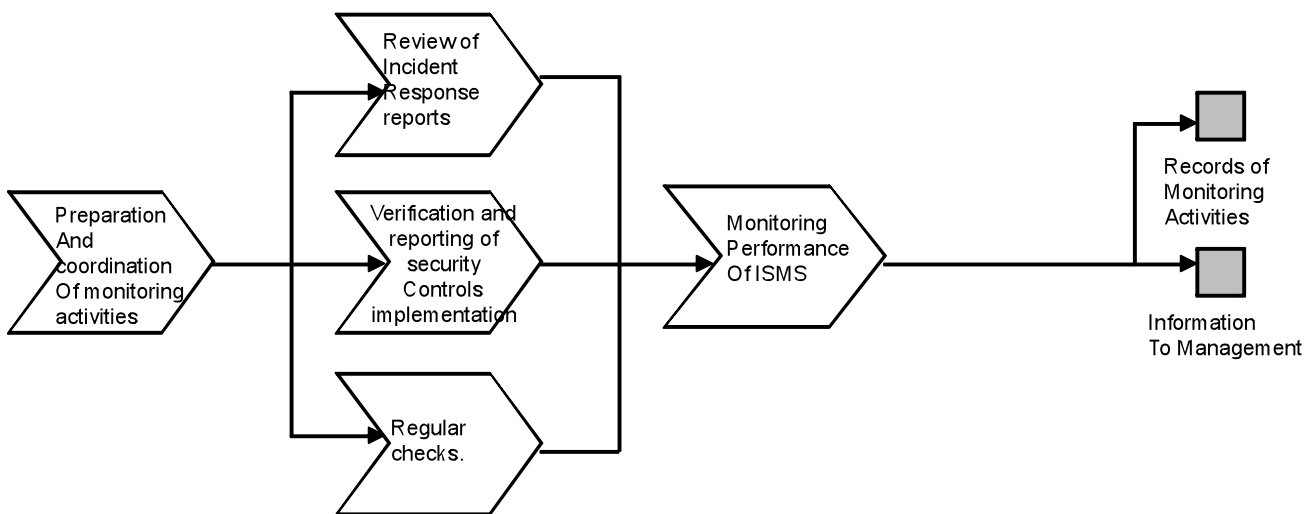 Preparation
And
coordination
Of monitoring
activities
Review of
Incident
Response
reports
Verification and
reporting of
security
Controls
implementation
Regular
checks.
Monitoring
Performance
Of ISMS
Records of
Monitoring
Activities
Information
To Management